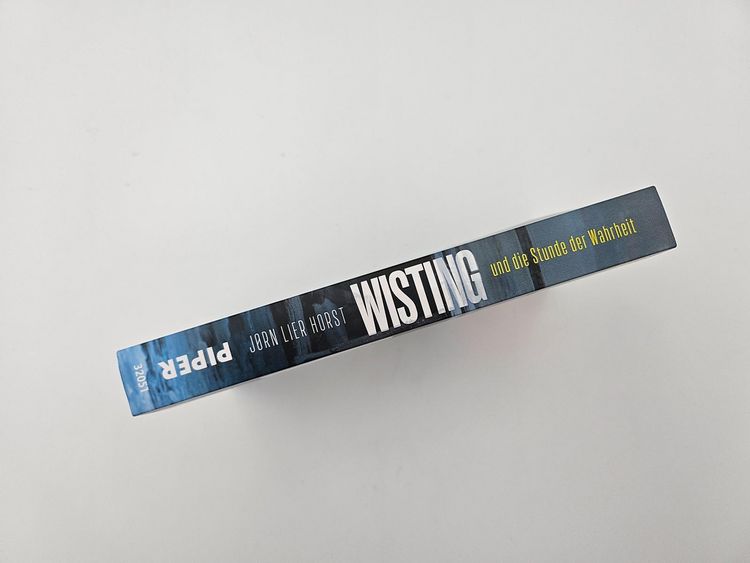 32051
PIPER
JØRN LIER HORST
WISTING
und die Stunde der Wahrheit